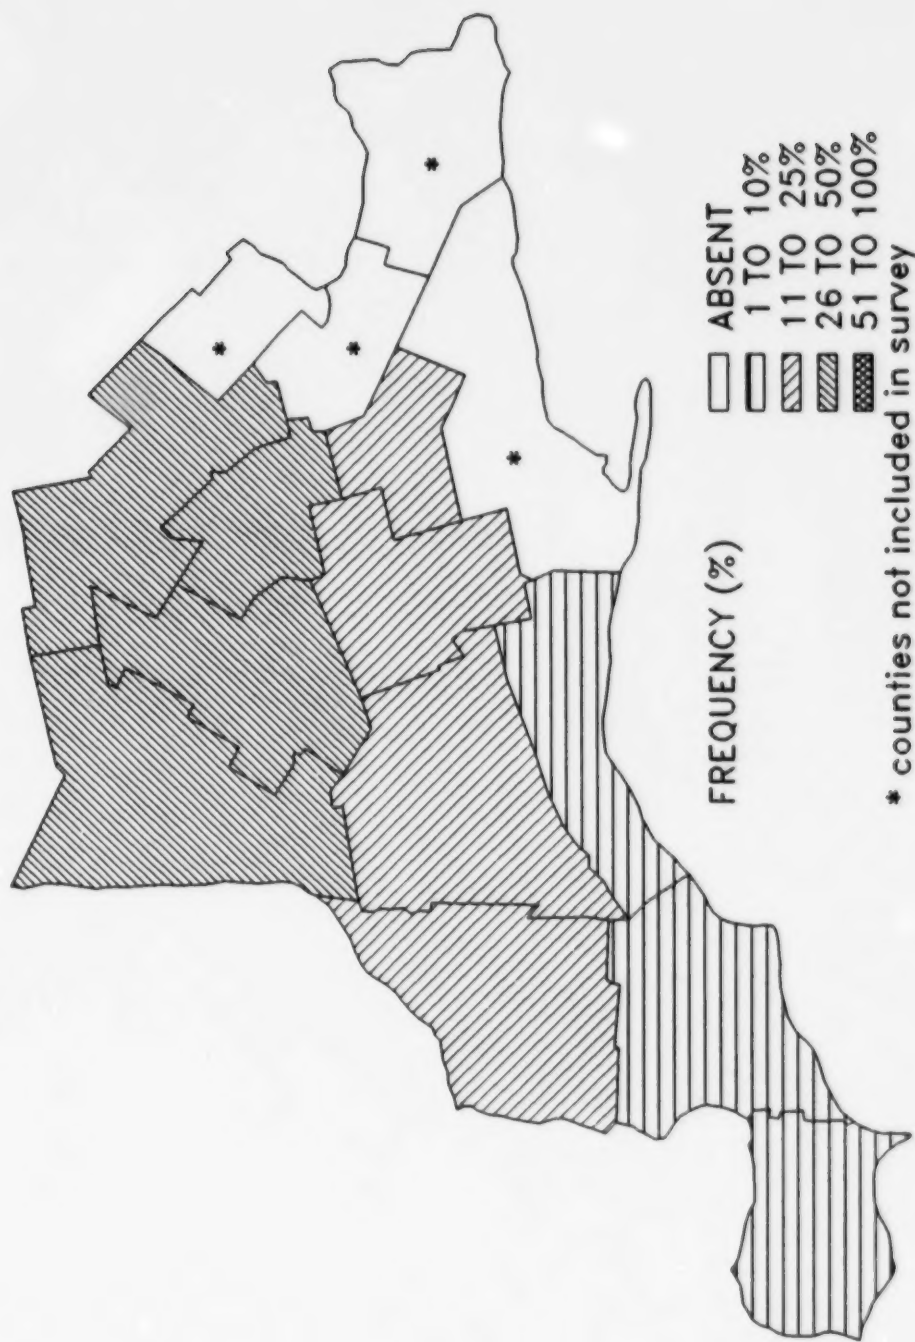 FREQUENCY (%)
ABSENT
1 TO 10%
11 TO 25%
26 TO 50%
51 TO 100%
* counties not included in survey
*
*
*
*